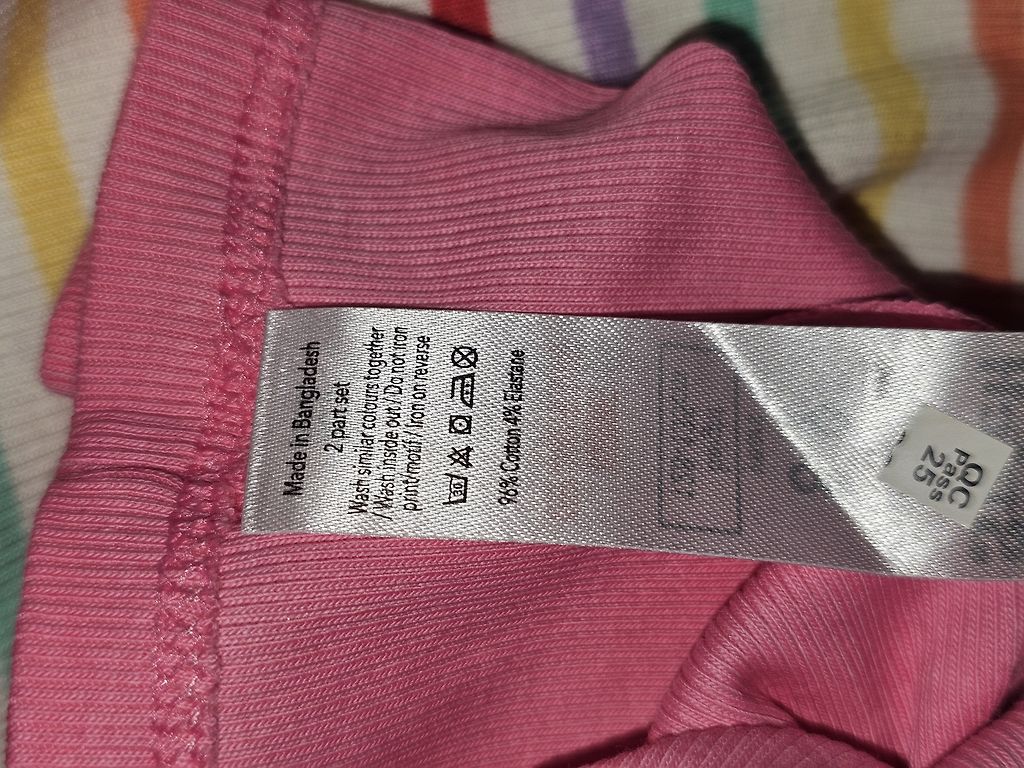 Made in Bangladesh
2 part set
Wash similar colours together
/ Wash inside out / Do not iron
print/motif / Iron on reverse
30
96% Cotton 4% Elastane
QC
pass
25